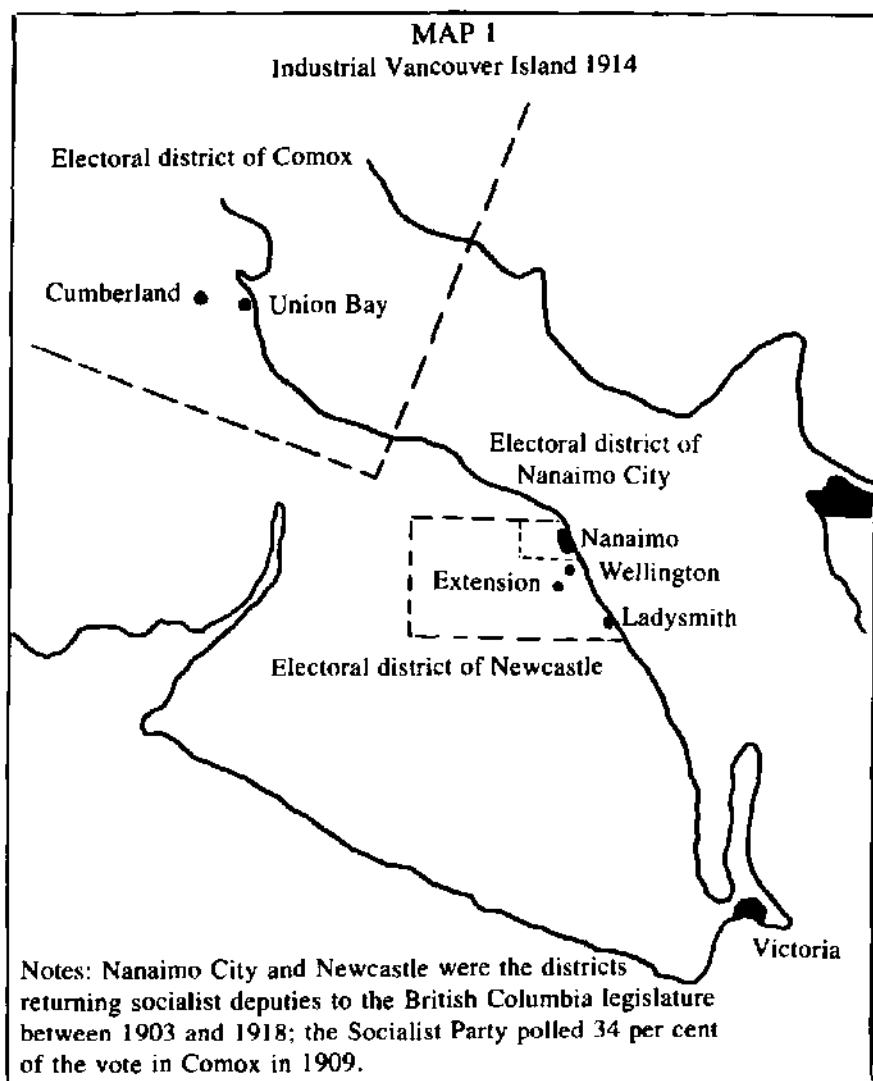 MAP 1
Industrial Vancouver Island 1914
Electoral district of Comox
Cumberland
Union Bay
Electoral district of
Nanaimo City
Nanaimo
Wellington
Extension
Ladysmith
Electoral district of Newcastle
Victoria
Notes: Nanaimo City and Newcastle were the districts
returning socialist deputies to the British Columbia legislature
between 1903 and 1918; the Socialist Party polled 34 per cent
of the vote in Comox in 1909.